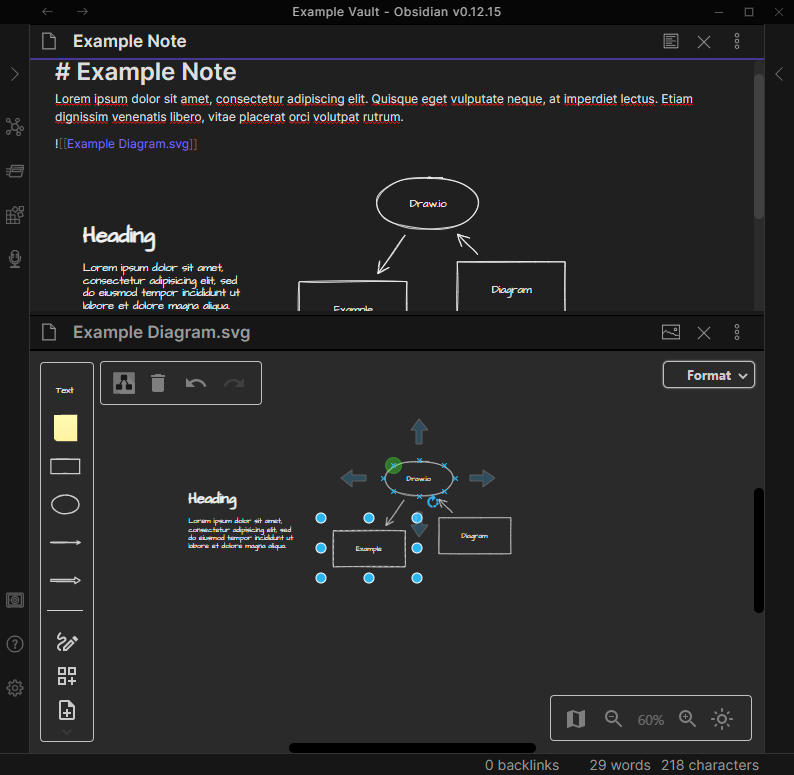 Example Vault - Obsidian v0.12.15
Example Note
# Example Note
Lorem ipsum dolor sit amet, consectetur adipiscing elit. Quisque eget vulputate neque, at imperdiet lectus. Etiam
dignissim venenatis libero, vitae placerat orci volutpat rutrum.
![[Example Diagram.svg]]
Draw.io
Heading
Lorem ipsum dolor sit amet,
consectetur adipisicing elit, sed
do eiusmod tempor incididunt ut
labore et dolore magna aliqua.
Diagram
Example
Example Diagram.svg
Text
Format
Draw.io
Heading
Lorem ipsum dolor sit amet,
consectetur adipisicing elit, sed
do eiusmod tempor incididunt ut
labore et dolore magna aliqua.
Diagram
Example
60%
0 backlinks
29 words
218 characters